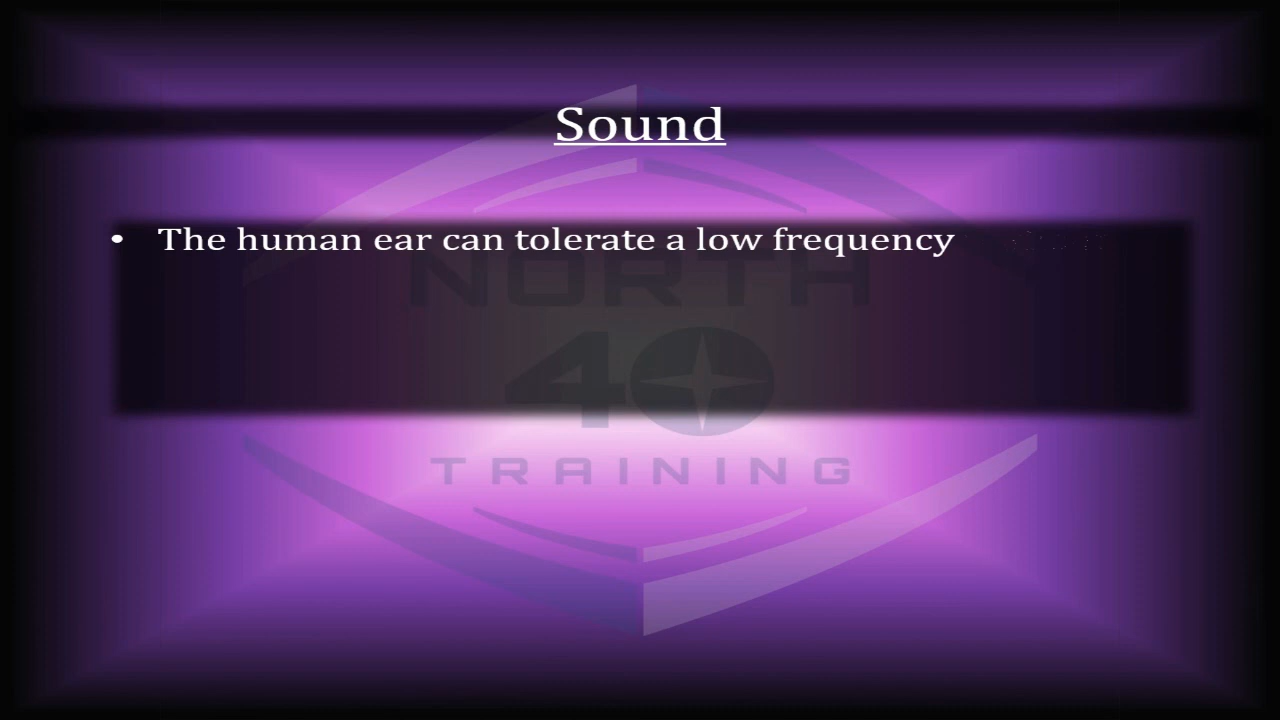 Sound
• The human ear can tolerate a low frequency
NORTH
40
TRAINING